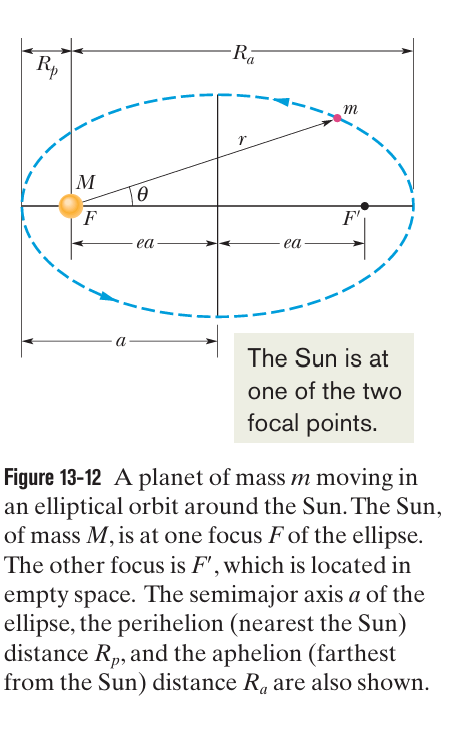 R_a
R_p
m
r
M
θ
F
F′
ea
ea
a
The Sun is at
one of the two
focal points.
Figure 13-12 A planet of mass m moving in
an elliptical orbit around the Sun. The Sun,
of mass M, is at one focus F of the ellipse.
The other focus is F′, which is located in
empty space. The semimajor axis a of the
ellipse, the perihelion (nearest the Sun)
distance R_p, and the aphelion (farthest
from the Sun) distance R_a are also shown.